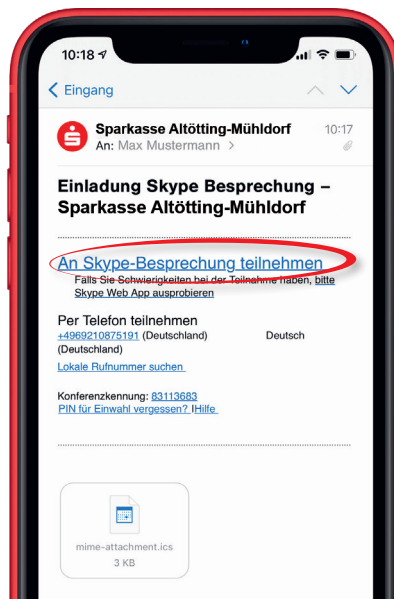 10:18
Eingang
Sparkasse Altötting-Mühldorf 10:17
An: Max Mustermann >
Einladung Skype Besprechung –
Sparkasse Altötting-Mühldorf
An Skype-Besprechung teilnehmen
Falls Sie Schwierigkeiten bei der Teilnahme haben, bitte
Skype Web App ausprobieren
Per Telefon teilnehmen
+4969210875191 (Deutschland) Deutsch
(Deutschland)
Lokale Rufnummer suchen
Konferenzkennung: 83113683
PIN für Einwahl vergessen? |Hilfe
mime-attachment.ics
3 KB